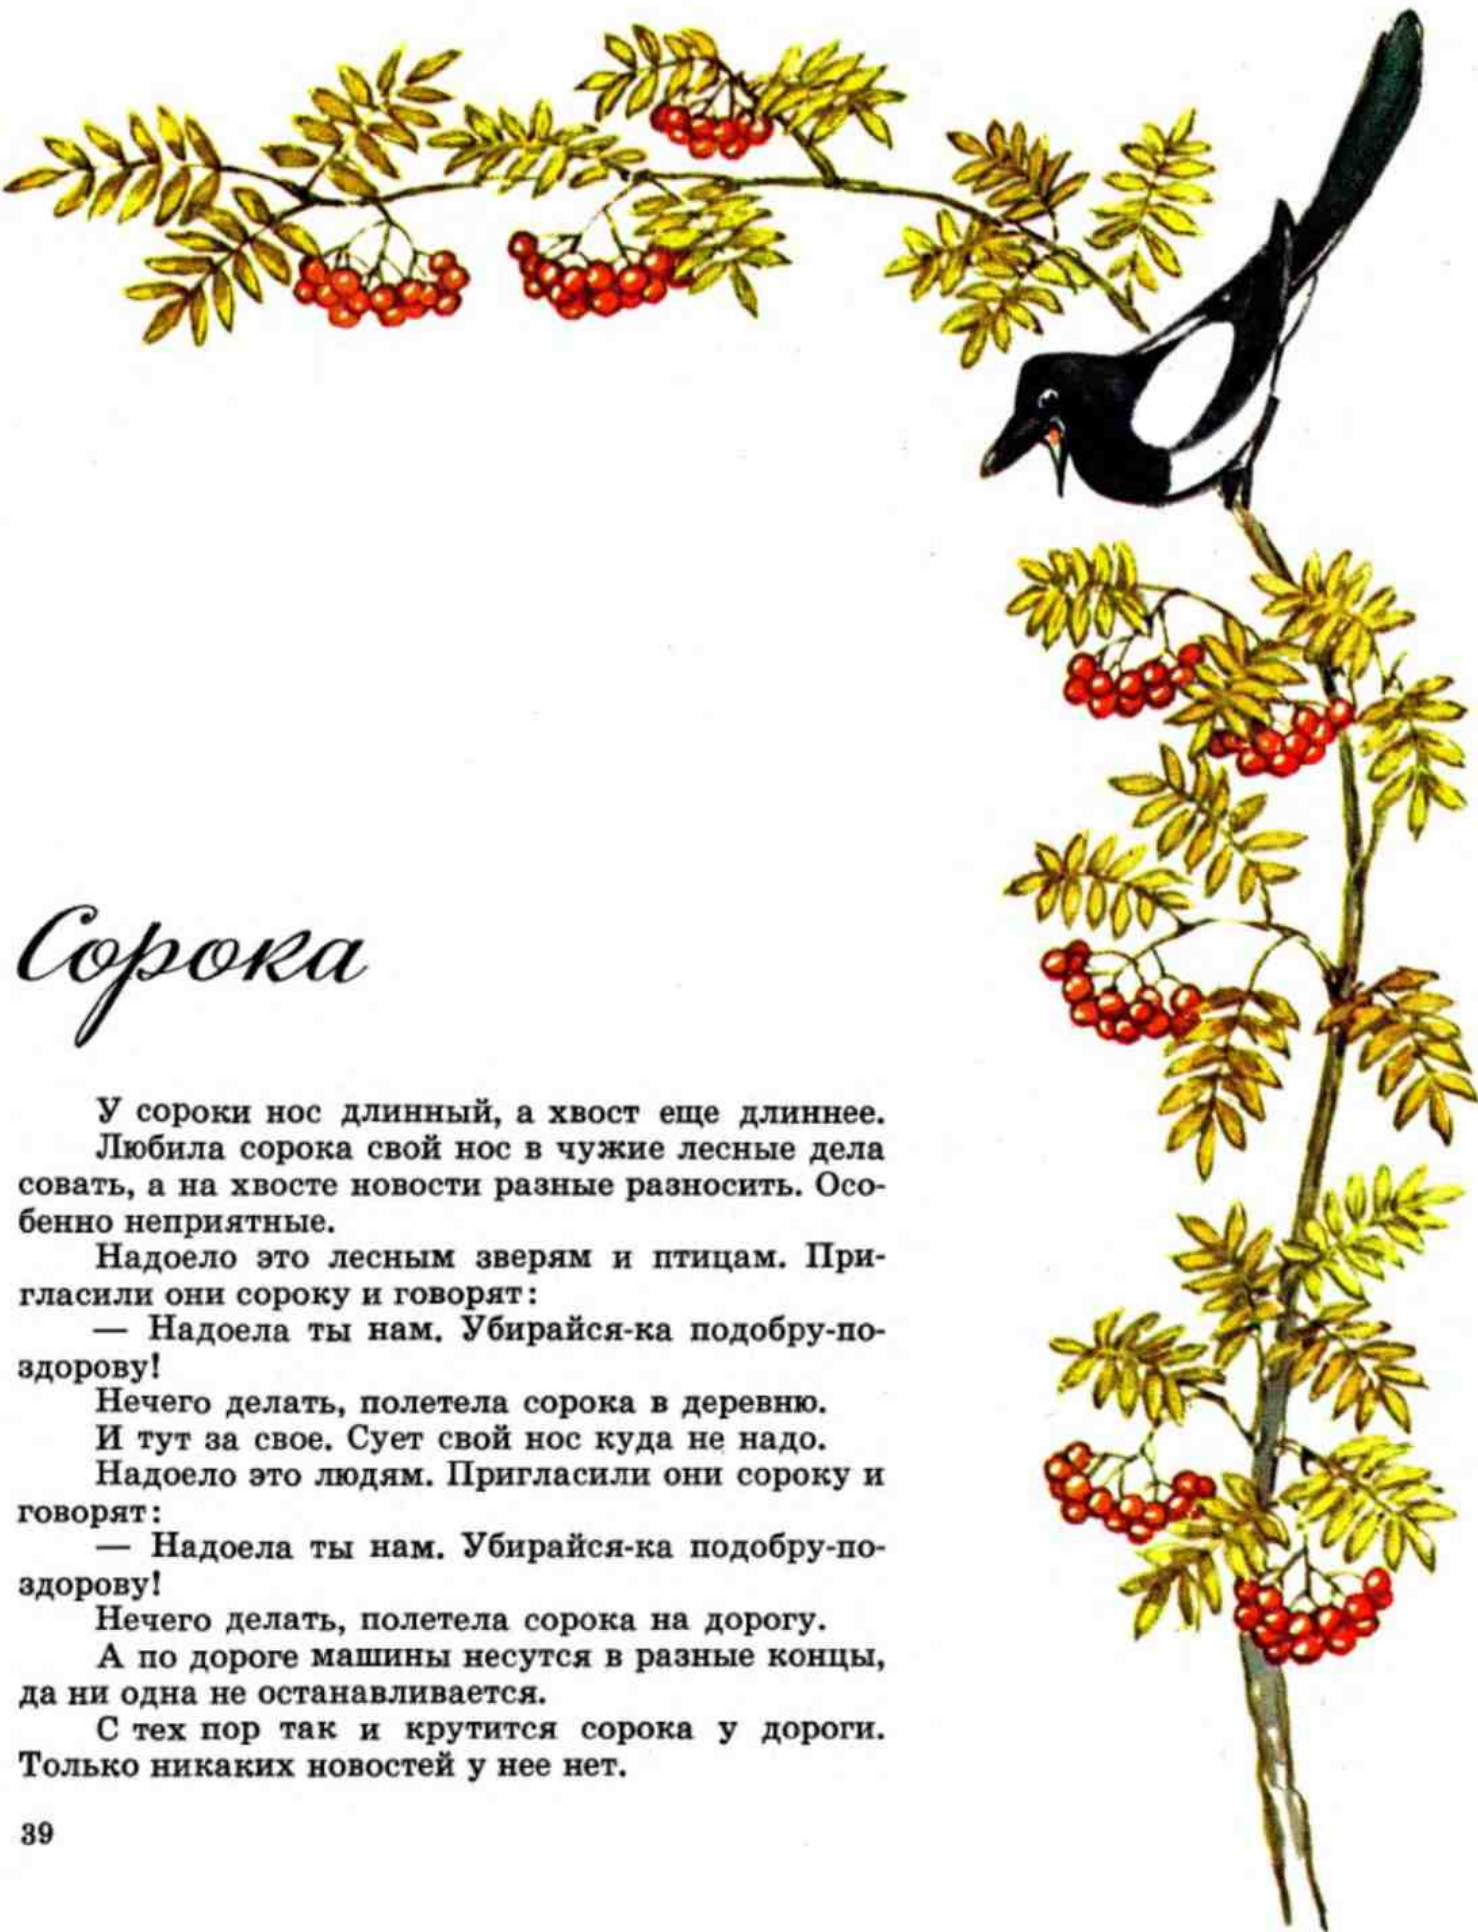 Сорока
У сороки нос длинный, а хвост еще длиннее.
Любила сорока свой нос в чужие лесные дела
совать, а на хвосте новости разные разносить. Осо-
бенно неприятные.
Надоело это лесным зверям и птицам. При-
гласили они сороку и говорят:
— Надоела ты нам. Убирайся-ка подобру-по-
здорову!
Нечего делать, полетела сорока в деревню.
И тут за свое. Сует свой нос куда не надо.
Надоело это людям. Пригласили они сороку и
говорят:
— Надоела ты нам. Убирайся-ка подобру-по-
здорову!
Нечего делать, полетела сорока на дорогу.
А по дороге машины несутся в разные концы,
да ни одна не останавливается.
С тех пор так и крутится сорока у дороги.
Только никаких новостей у нее нет.
39